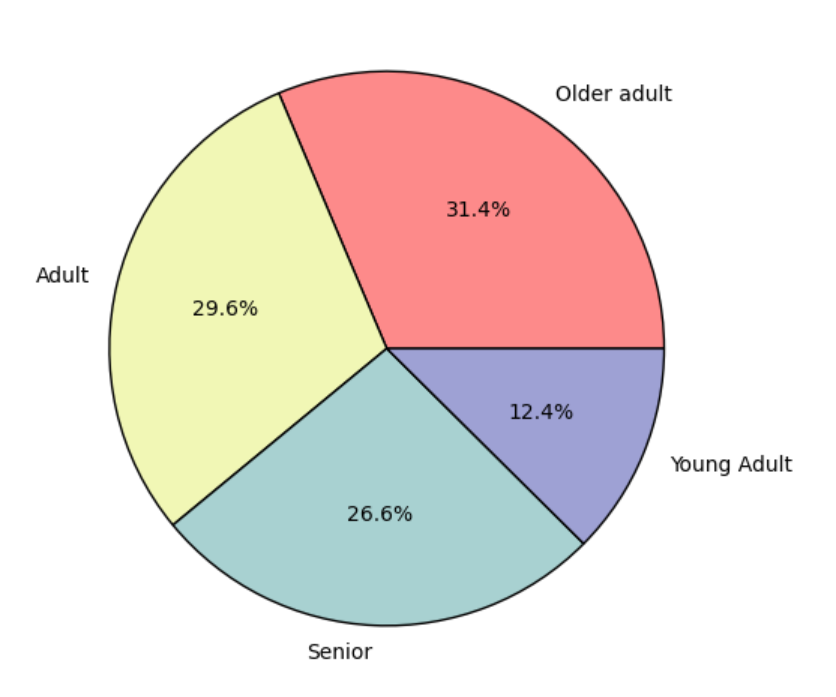 Older adult
31.4%
Adult
29.6%
12.4%
Young Adult
26.6%
Senior